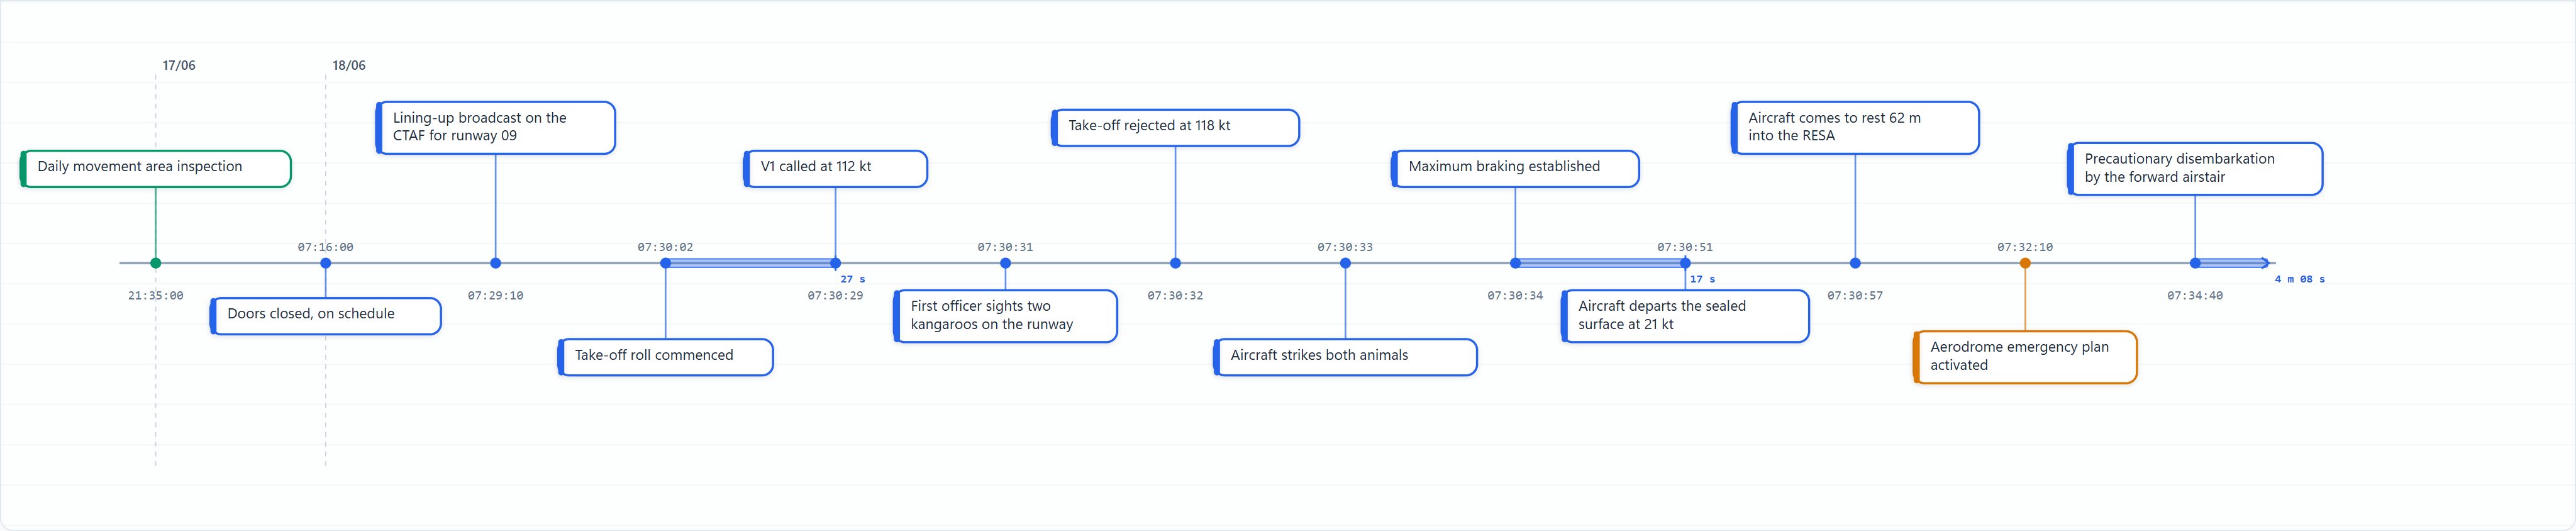 17/06
18/06
Lining-up broadcast on the
CTAF for runway 09
Aircraft comes to rest 62 m
into the RESA
Take-off rejected at 118 kt
Daily movement area inspection
V1 called at 112 kt
Maximum braking established
Precautionary disembarkation
by the forward airstair
07:16:00
07:30:02
07:30:31
07:30:33
07:30:51
07:32:10
27 s
17 s
4 m 08 s
21:35:00
07:29:10
07:30:29
07:30:32
07:30:34
07:30:57
07:34:40
Doors closed, on schedule
First officer sights two
kangaroos on the runway
Aircraft departs the sealed
surface at 21 kt
Take-off roll commenced
Aircraft strikes both animals
Aerodrome emergency plan
activated